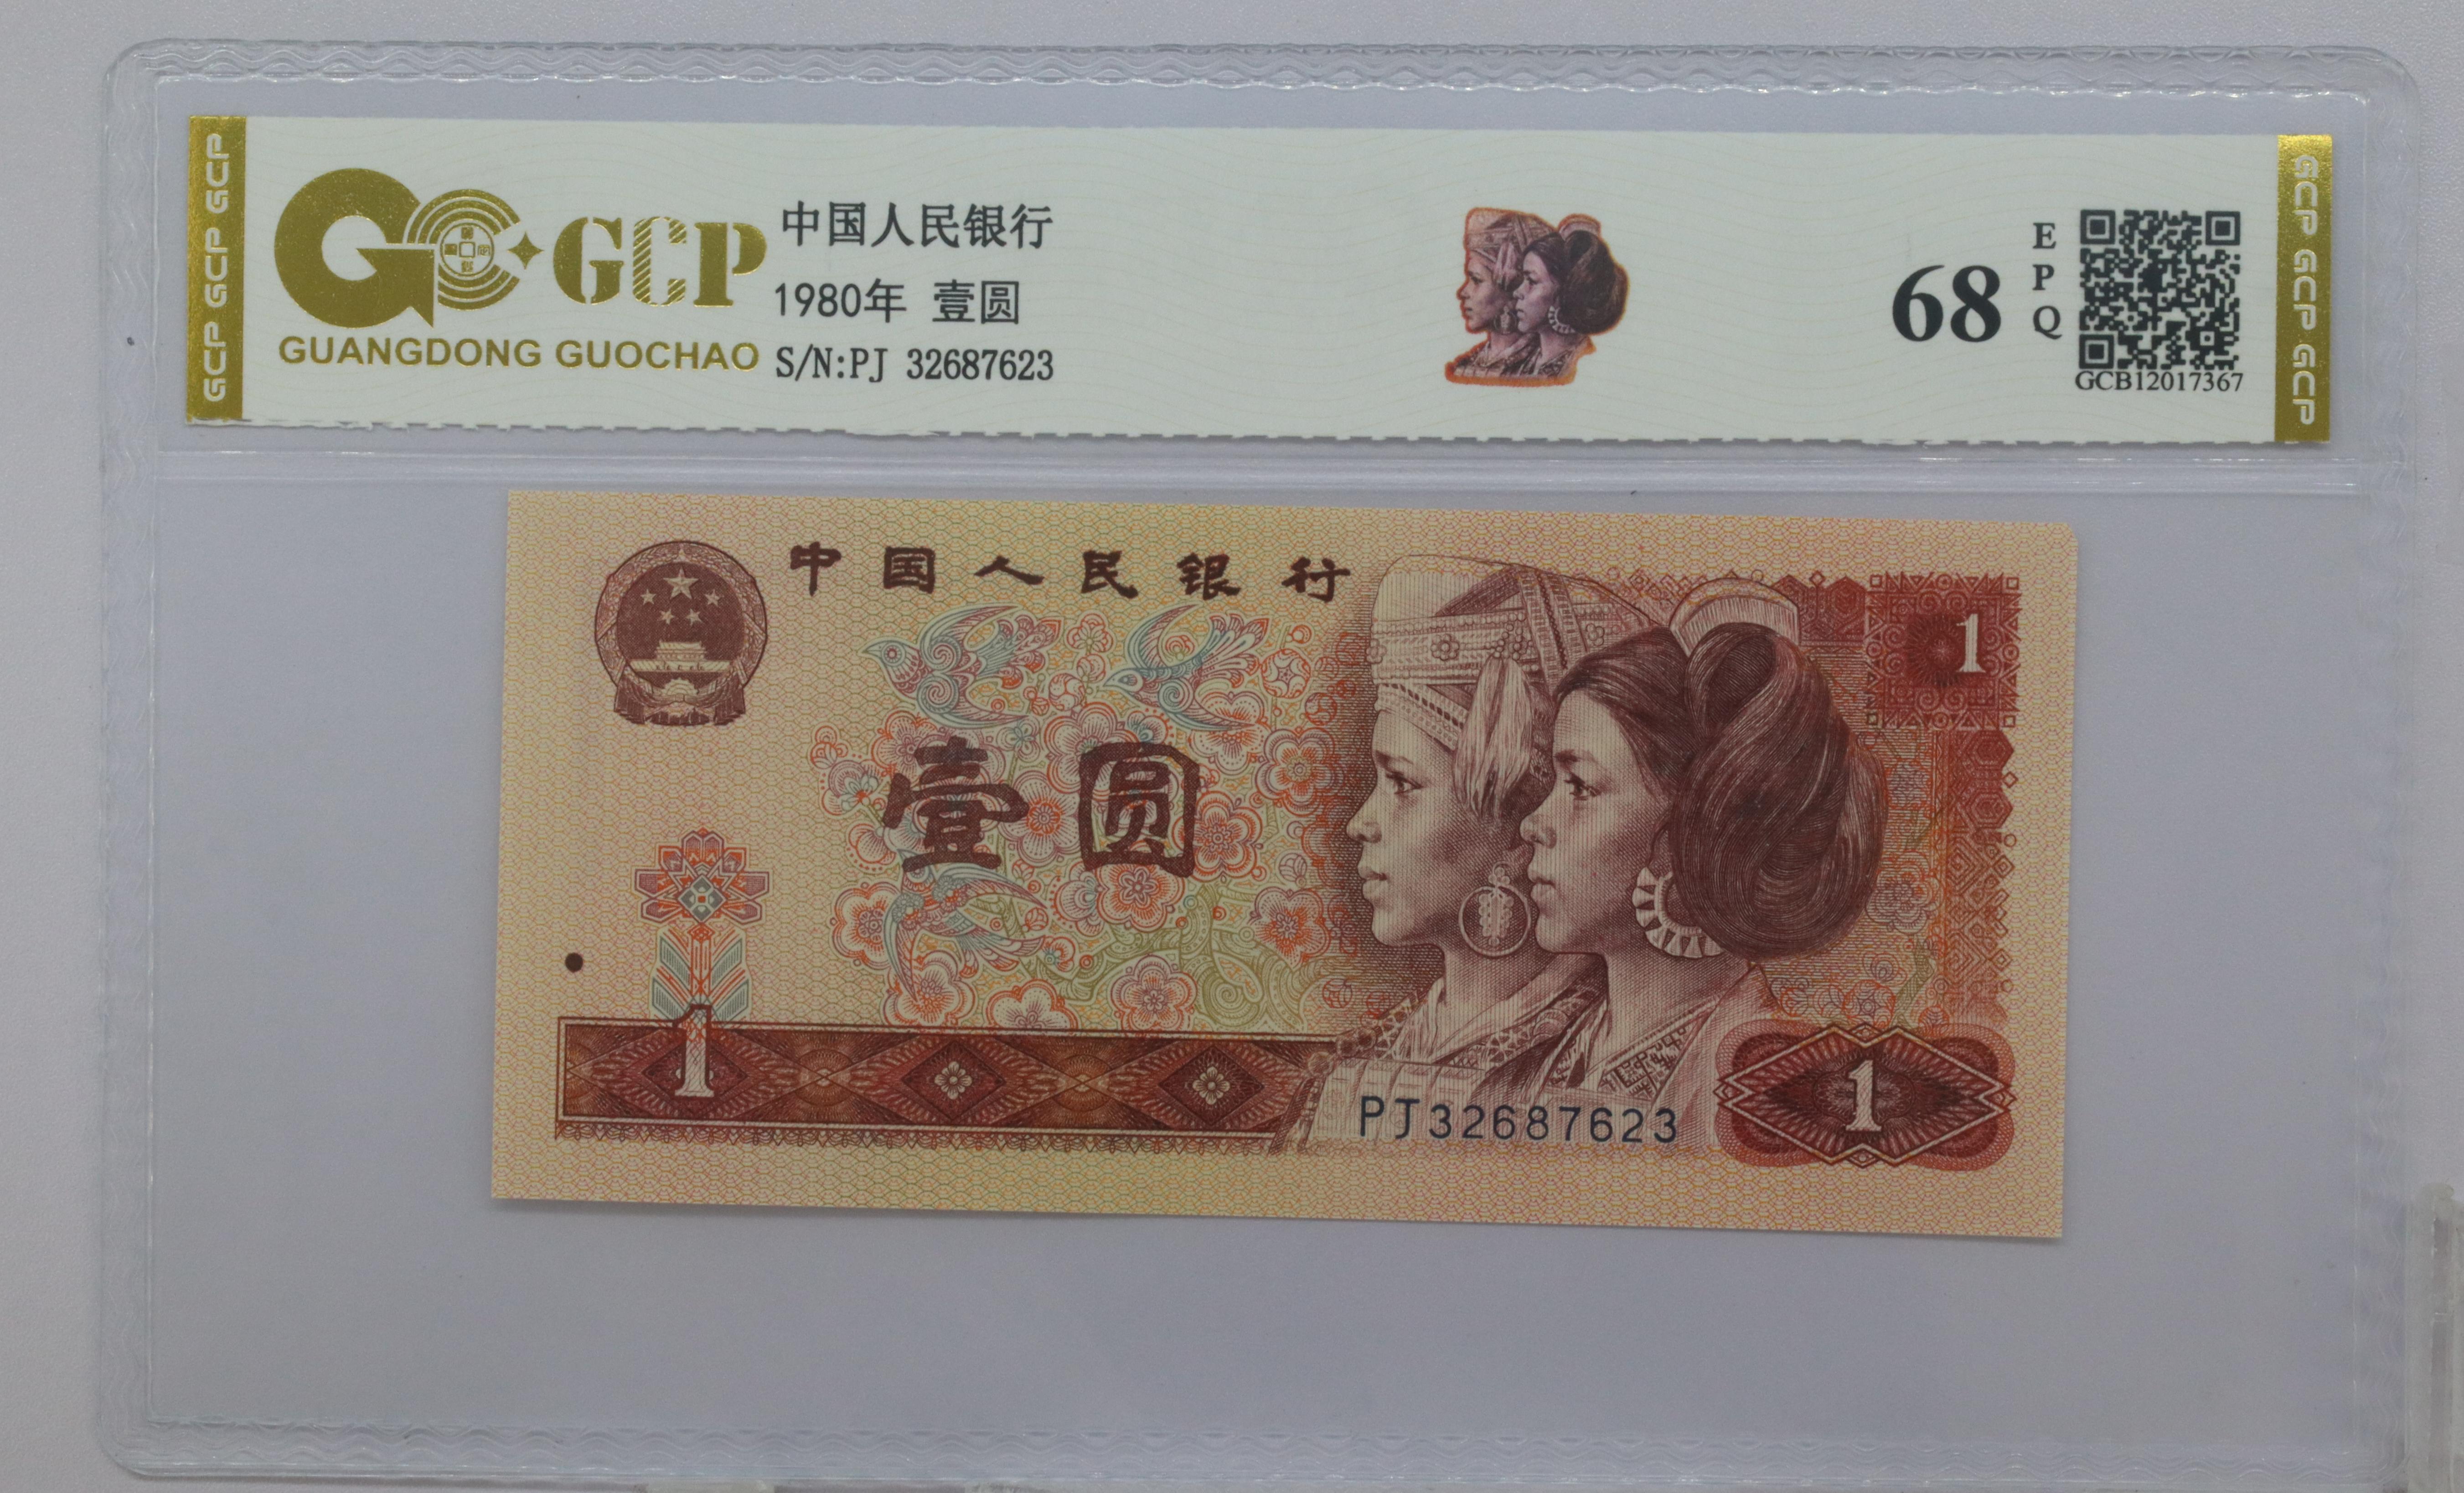 GCP GCP GCP
GCP
GUANGDONG GUOCHAO
中国人民银行
1980年 壹圆
S/N:PJ 32687623
68
EPQ
GCB12017367
GCP GCP GCP
中国人民银行
1
壹圆
1
PJ32687623
1